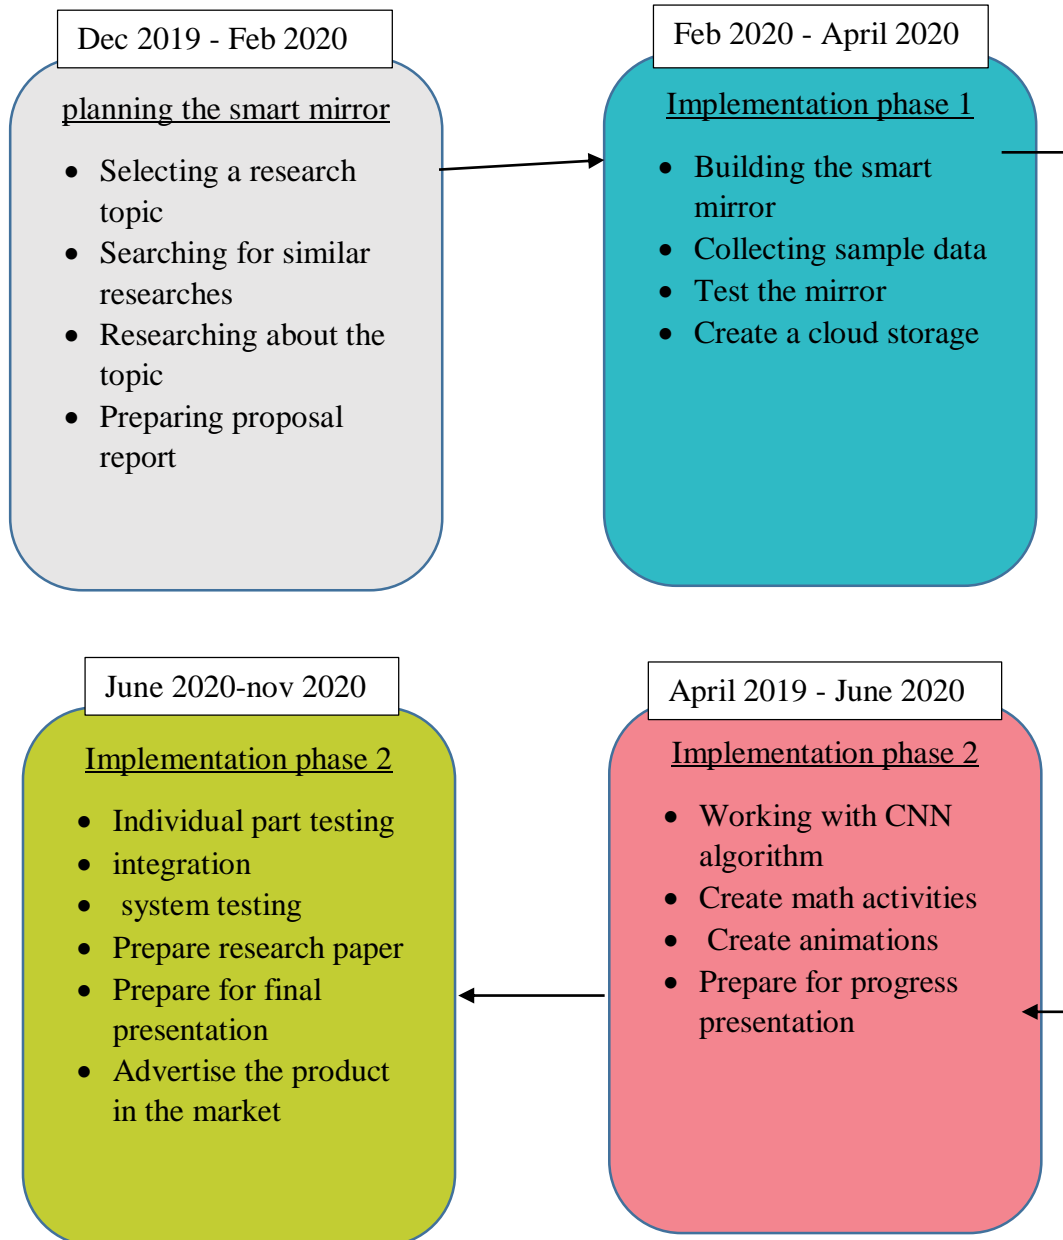 Dec 2019 - Feb 2020
planning the smart mirror
• Selecting a research
topic
• Searching for similar
researches
• Researching about the
topic
• Preparing proposal
report
Feb 2020 - April 2020
Implementation phase 1
• Building the smart
mirror
• Collecting sample data
• Test the mirror
• Create a cloud storage
April 2019 - June 2020
Implementation phase 2
• Working with CNN
algorithm
• Create math activities
• Create animations
• Prepare for progress
presentation
June 2020-nov 2020
Implementation phase 2
• Individual part testing
• integration
• system testing
• Prepare research paper
• Prepare for final
presentation
• Advertise the product
in the market